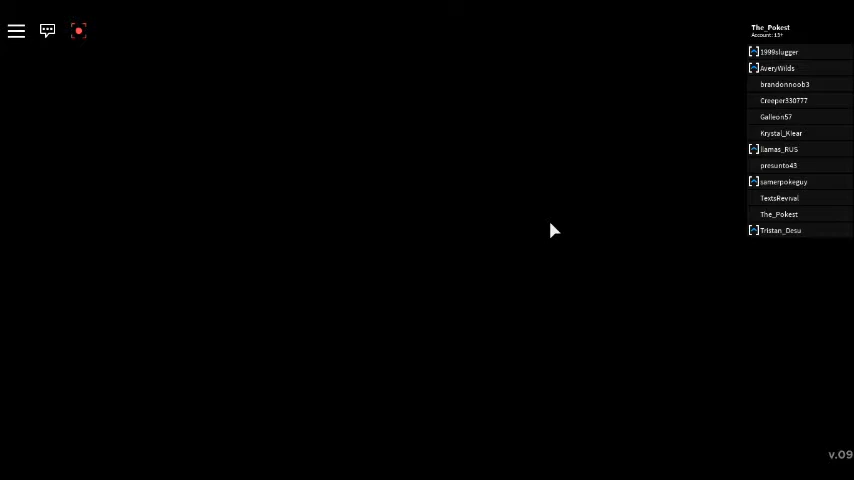 The_Pokest
Account: 13+
1999slugger
AveryWilds
brandonnoob3
Creeper330777
Galleon57
Krystal_Klear
llamas_RUS
presunto43
samerpokeguy
TextsRevival
The_Pokest
Tristan_Desu
v.09